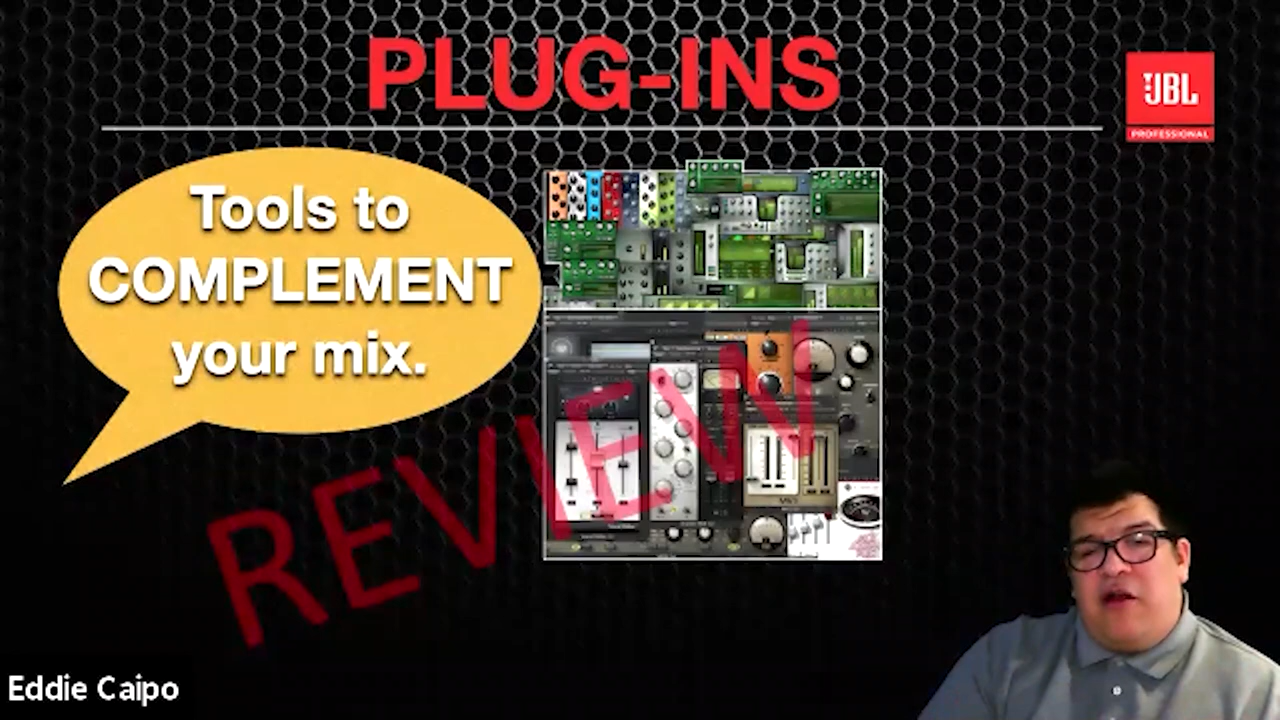 PLUG-INS
JBL
PROFESSIONAL
Tools to
COMPLEMENT
your mix.
REVIEW
Eddie Caipo